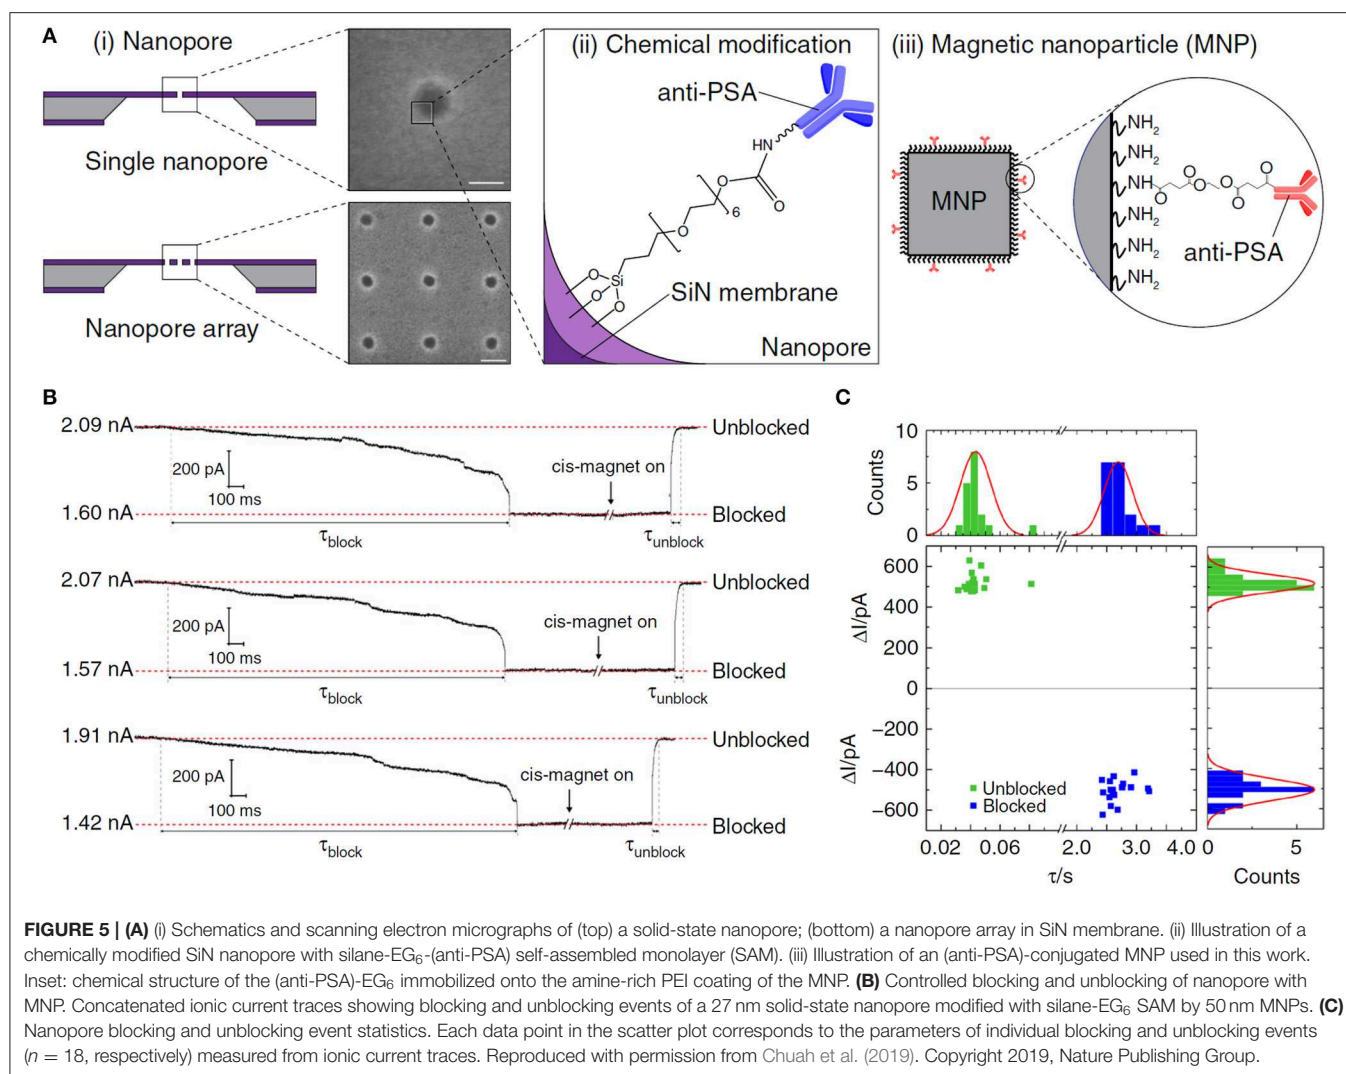 A
(i) Nanopore
Single nanopore
Nanopore array
(ii) Chemical modification
anti-PSA
HN
O
O
O
6
Si
O
O
O
SiN membrane
Nanopore
(iii) Magnetic nanoparticle (MNP)
MNP
NH2
NH2
NH
NH2
NH2
NH2
O
O
O
O
O
O
anti-PSA
B
2.09 nA
Unblocked
200 pA
100 ms
cis-magnet on
1.60 nA
Blocked
τblock
τunblock
2.07 nA
Unblocked
200 pA
100 ms
cis-magnet on
1.57 nA
Blocked
τblock
τunblock
1.91 nA
Unblocked
200 pA
100 ms
cis-magnet on
1.42 nA
Blocked
τblock
τunblock
C
10
5
0
Counts
600
400
200
0
−200
−400
−600
ΔI/pA
ΔI/pA
Unblocked
Blocked
0.02 0.06 2.0 3.0 4.0
τ/s
0 5
Counts
FIGURE 5 | (A) (i) Schematics and scanning electron micrographs of (top) a solid-state nanopore; (bottom) a nanopore array in SiN membrane. (ii) Illustration of a
chemically modified SiN nanopore with silane-EG6-(anti-PSA) self-assembled monolayer (SAM). (iii) Illustration of an (anti-PSA)-conjugated MNP used in this work.
Inset: chemical structure of the (anti-PSA)-EG6 immobilized onto the amine-rich PEI coating of the MNP. (B) Controlled blocking and unblocking of nanopore with
MNP. Concatenated ionic current traces showing blocking and unblocking events of a 27 nm solid-state nanopore modified with silane-EG6 SAM by 50 nm MNPs. (C)
Nanopore blocking and unblocking event statistics. Each data point in the scatter plot corresponds to the parameters of individual blocking and unblocking events
(n = 18, respectively) measured from ionic current traces. Reproduced with permission from Chuah et al. (2019). Copyright 2019, Nature Publishing Group.